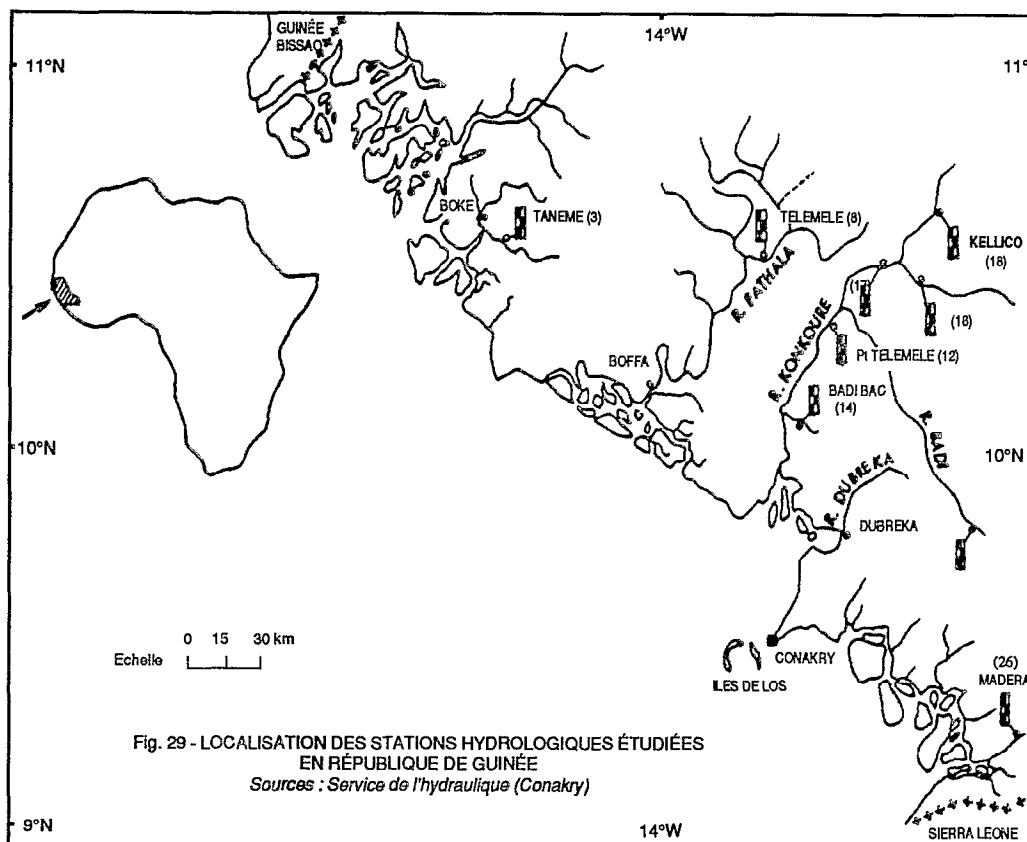 GUINÉE
BISSAO
14°W
11°N
11°
BOKE
TANEME (3)
TELEMELE (8)
KELLICO
(18)
R. FATHALA
R. KONKOURE
(17)
(18)
Pt TELEMELE (12)
BOFFA
BADI BAC
(14)
R. BADI
10°N
10°N
R. DUBREKA
DUBREKA
0 15 30 km
Echelle
CONAKRY
ILES DE LOS
(26)
MADERA
Fig. 29 - LOCALISATION DES STATIONS HYDROLOGIQUES ÉTUDIÉES
EN RÉPUBLIQUE DE GUINÉE
Sources : Service de l'hydraulique (Conakry)
9°N
14°W
SIERRA LEONE